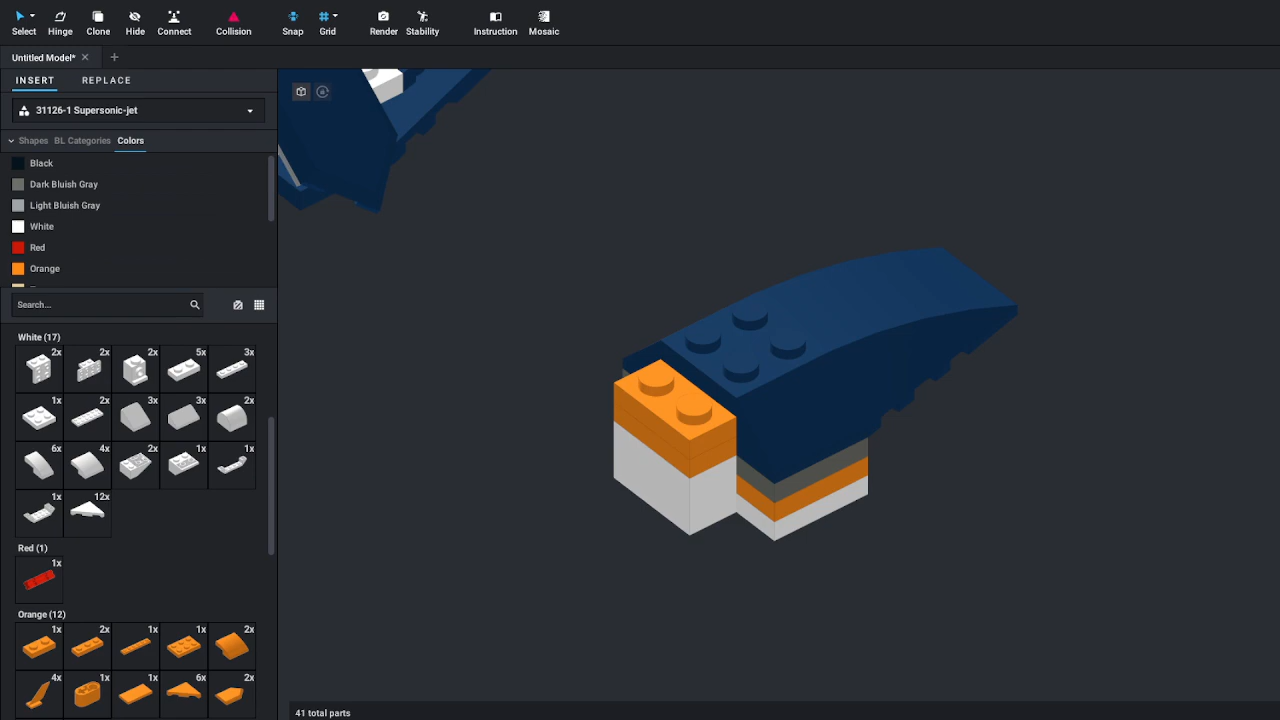 Select Hinge Clone Hide Connect Collision Snap Grid Render Stability Instruction Mosaic
Untitled Model*
INSERT REPLACE
31126-1 Supersonic-jet
Shapes BL Categories Colors
Black
Dark Bluish Gray
Light Bluish Gray
White
Red
Orange
Search...
White (17)
2x 2x 2x 5x 3x
1x 2x 3x 3x 2x
6x 4x 2x 1x 1x
1x 12x
Red (1)
1x
Orange (12)
1x 2x 1x 1x 2x
4x 1x 1x 6x 2x
41 total parts